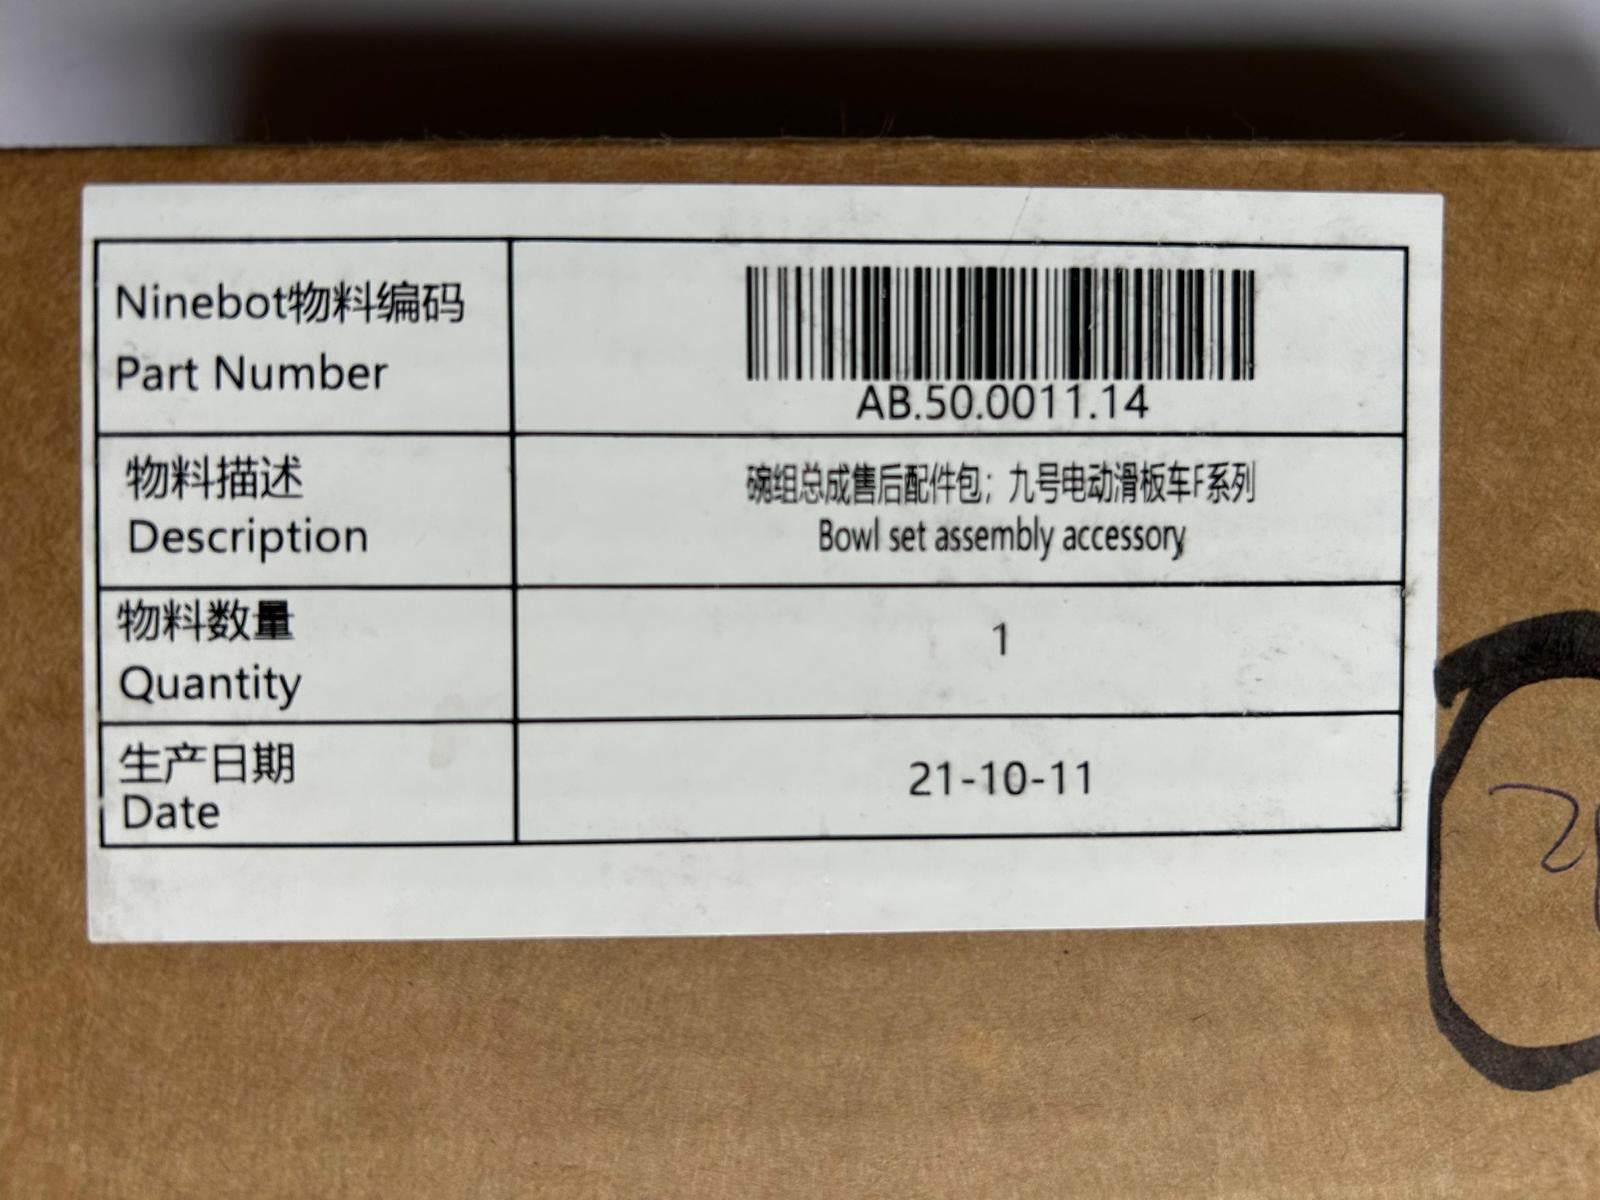 Ninebot物料编码
Part Number
AB.50.0011.14
物料描述
Description
碗组总成售后配件包；九号电动滑板车F系列
Bowl set assembly accessory
物料数量
Quantity
1
生产日期
Date
21-10-11